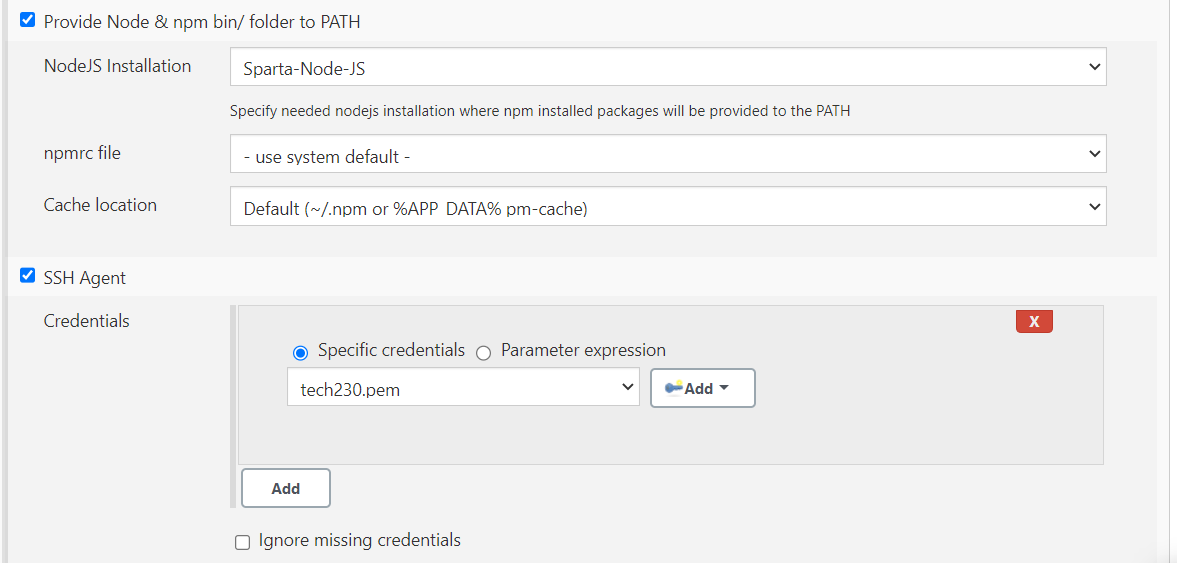 Provide Node & npm bin/ folder to PATH
NodeJS Installation
Sparta-Node-JS
Specify needed nodejs installation where npm installed packages will be provided to the PATH
npmrc file
- use system default -
Cache location
Default (~/.npm or %APP_DATA% pm-cache)
SSH Agent
Credentials
X
Specific credentials Parameter expression
tech230.pem Add
Add
Ignore missing credentials